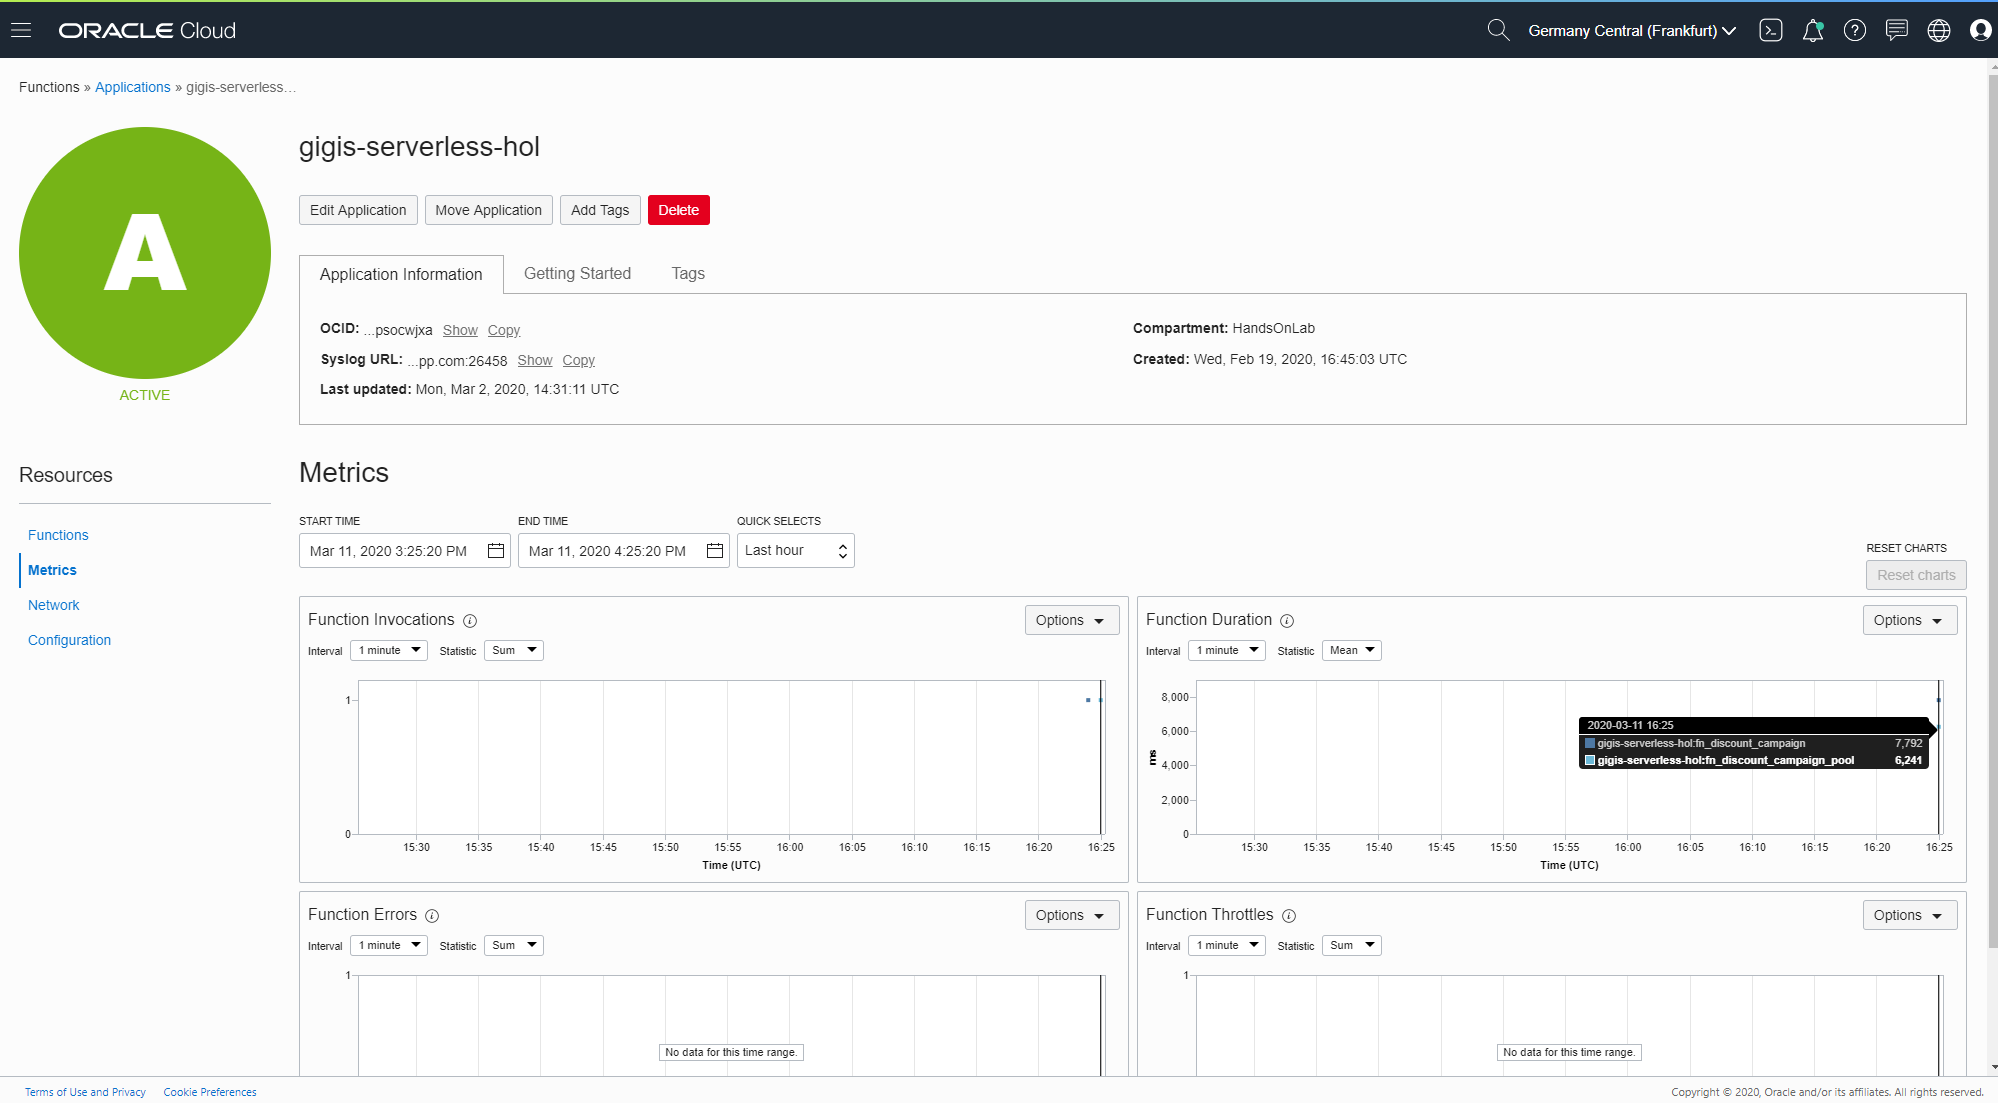 ORACLE Cloud
Germany Central (Frankfurt)
Functions » Applications » gigis-serverless…
A
ACTIVE
gigis-serverless-hol
Edit Application
Move Application
Add Tags
Delete
Application Information
Getting Started
Tags
OCID: ...psocwjxa Show Copy
Syslog URL: ...pp.com:26458 Show Copy
Last updated: Mon, Mar 2, 2020, 14:31:11 UTC
Compartment: HandsOnLab
Created: Wed, Feb 19, 2020, 16:45:03 UTC
Resources
Functions
Metrics
Network
Configuration
Metrics
START TIME
Mar 11, 2020 3:25:20 PM
END TIME
Mar 11, 2020 4:25:20 PM
QUICK SELECTS
Last hour
RESET CHARTS
Reset charts
Function Invocations
Options
Interval 1 minute Statistic Sum
1
0
15:30 15:35 15:40 15:45 15:50 15:55 16:00 16:05 16:10 16:15 16:20 16:25
Time (UTC)
Function Duration
Options
Interval 1 minute Statistic Mean
8,000
6,000
4,000
2,000
0
ms
2020-03-11 16:25
gigis-serverless-hol:fn_discount_campaign 7,792
gigis-serverless-hol:fn_discount_campaign_pool 6,241
15:30 15:35 15:40 15:45 15:50 15:55 16:00 16:05 16:10 16:15 16:20 16:25
Time (UTC)
Function Errors
Options
Interval 1 minute Statistic Sum
1
No data for this time range.
Function Throttles
Options
Interval 1 minute Statistic Sum
1
No data for this time range.
Terms of Use and Privacy Cookie Preferences
Copyright © 2020, Oracle and/or its affiliates. All rights reserved.